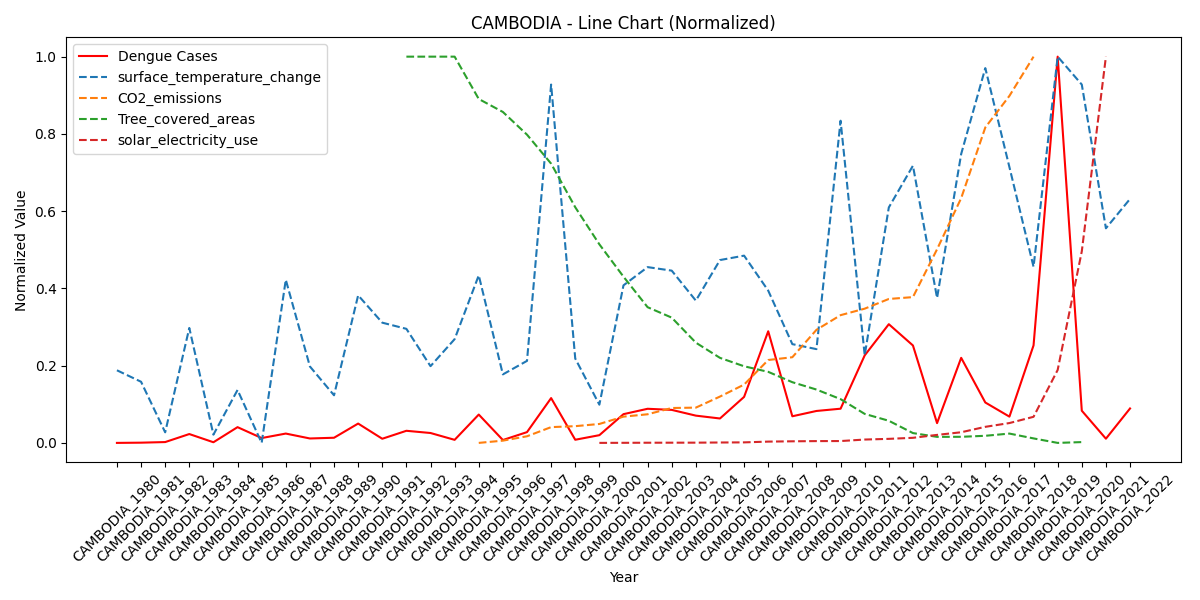 CAMBODIA - Line Chart (Normalized)
Dengue Cases
surface_temperature_change
CO2_emissions
Tree_covered_areas
solar_electricity_use
Normalized Value
1.0
0.8
0.6
0.4
0.2
0.0
CAMBODIA_1980
CAMBODIA_1981
CAMBODIA_1982
CAMBODIA_1983
CAMBODIA_1984
CAMBODIA_1985
CAMBODIA_1986
CAMBODIA_1987
CAMBODIA_1988
CAMBODIA_1989
CAMBODIA_1990
CAMBODIA_1991
CAMBODIA_1992
CAMBODIA_1993
CAMBODIA_1994
CAMBODIA_1995
CAMBODIA_1996
CAMBODIA_1997
CAMBODIA_1998
CAMBODIA_1999
CAMBODIA_2000
CAMBODIA_2001
CAMBODIA_2002
CAMBODIA_2003
CAMBODIA_2004
CAMBODIA_2005
CAMBODIA_2006
CAMBODIA_2007
CAMBODIA_2008
CAMBODIA_2009
CAMBODIA_2010
CAMBODIA_2011
CAMBODIA_2012
CAMBODIA_2013
CAMBODIA_2014
CAMBODIA_2015
CAMBODIA_2016
CAMBODIA_2017
CAMBODIA_2018
CAMBODIA_2019
CAMBODIA_2020
CAMBODIA_2021
CAMBODIA_2022
Year